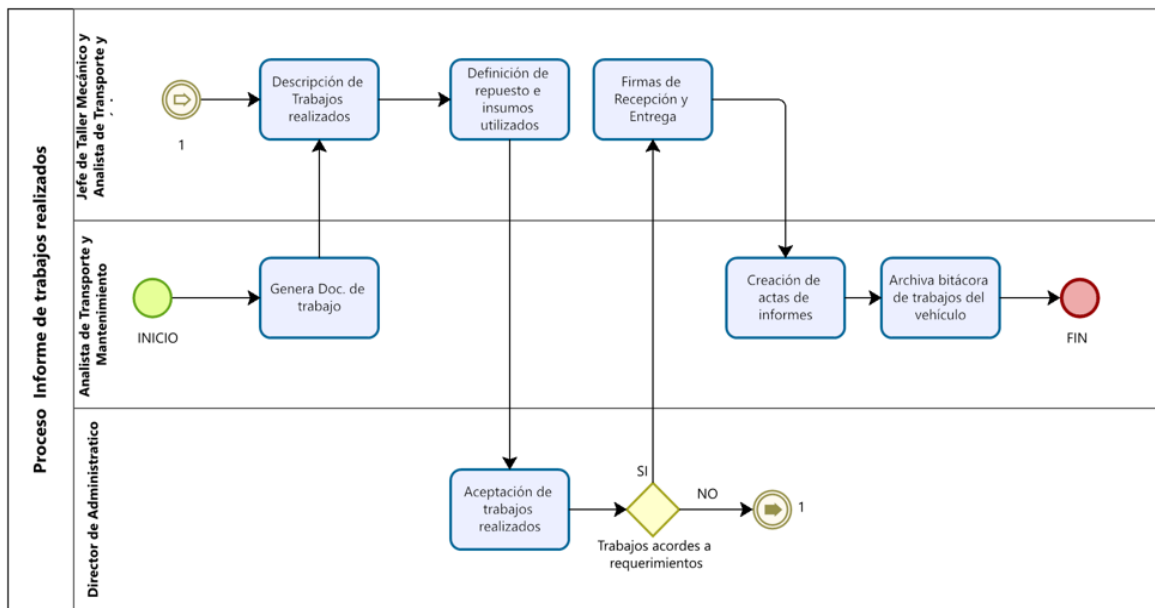 Proceso Informe de trabajos realizados
Jefe de Taller Mecánico y
Analista de Transporte y
1
Descripción de
Trabajos
realizados
Definición de
repuesto e
insumos
utilizados
Firmas de
Recepción y
Entrega
Analista de Transporte y
Mantenimiento
INICIO
Genera Doc. de
trabajo
Creación de
actas de
informes
Archiva bitácora
de trabajos del
vehículo
FIN
Director de Administratico
Aceptación de
trabajos
realizados
SI
NO
1
Trabajos acordes a
requerimientos